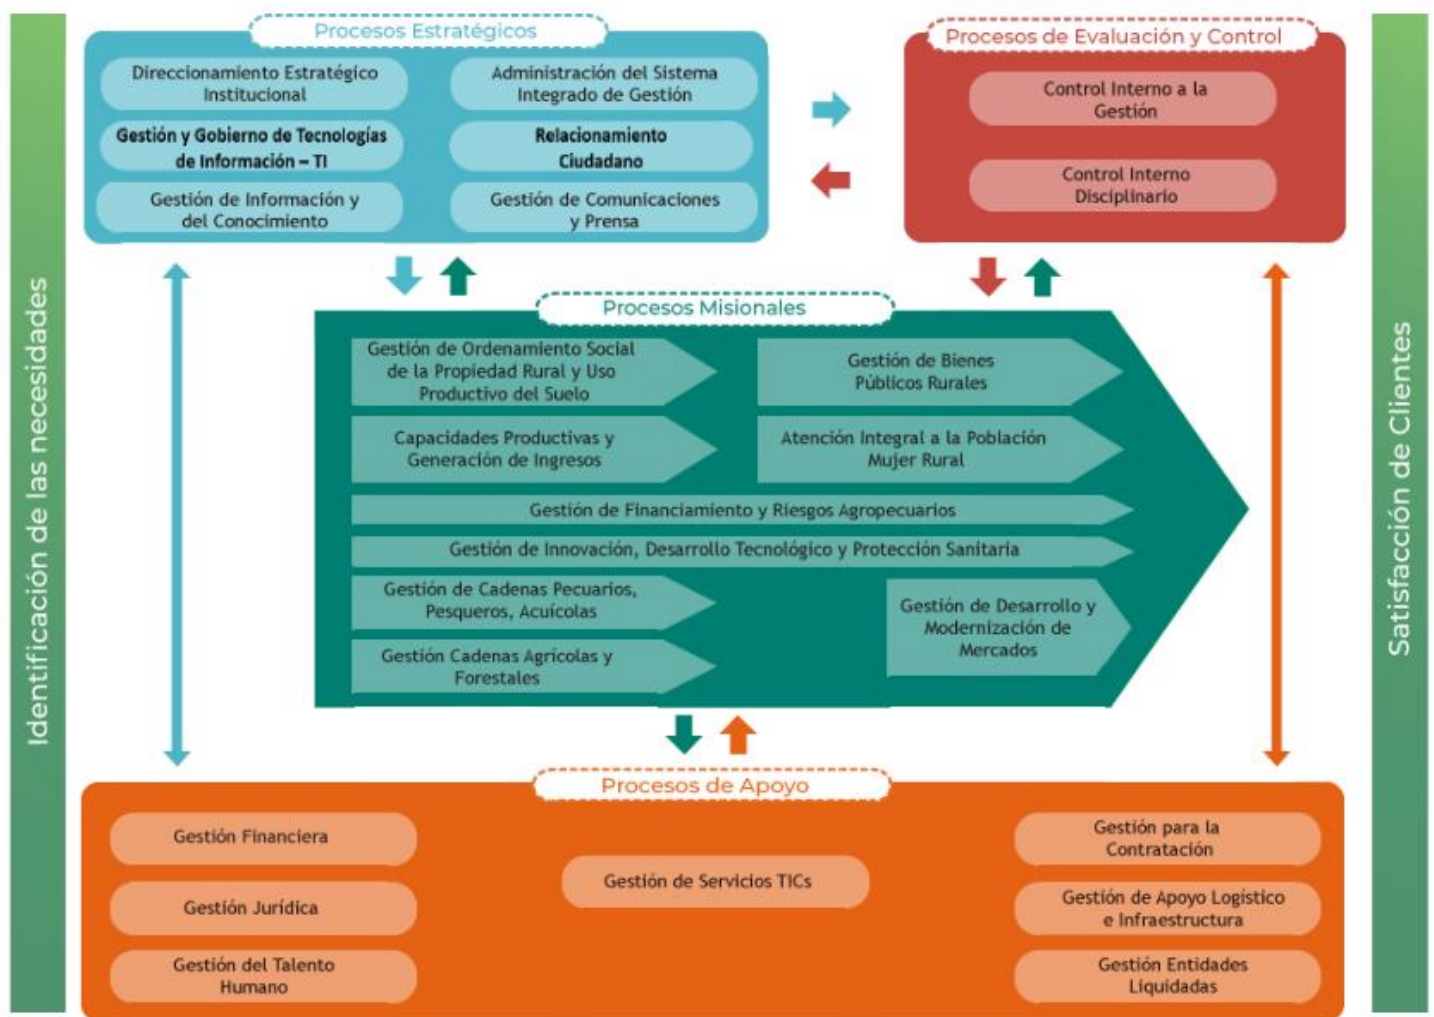 Identificación de las necesidades
Procesos Estratégicos
Direccionamiento Estratégico
Institucional
Administración del Sistema
Integrado de Gestión
Gestión y Gobierno de Tecnologías
de Información – TI
Relacionamiento
Ciudadano
Gestión de Información y
del Conocimiento
Gestión de Comunicaciones
y Prensa
Procesos de Evaluación y Control
Control Interno a la
Gestión
Control Interno
Disciplinario
Procesos Misionales
Gestión de Ordenamiento Social
de la Propiedad Rural y Uso
Productivo del Suelo
Gestión de Bienes
Públicos Rurales
Capacidades Productivas y
Generación de Ingresos
Atención Integral a la Población
Mujer Rural
Gestión de Financiamiento y Riesgos Agropecuarios
Gestión de Innovación, Desarrollo Tecnológico y Protección Sanitaria
Gestión de Cadenas Pecuarios,
Pesqueros, Acuícolas
Gestión de Desarrollo y
Modernización de
Mercados
Gestión Cadenas Agrícolas y
Forestales
Procesos de Apoyo
Gestión Financiera
Gestión Jurídica
Gestión del Talento
Humano
Gestión de Servicios TICs
Gestión para la
Contratación
Gestión de Apoyo Logístico
e Infraestructura
Gestión Entidades
Liquidadas
Satisfacción de Clientes